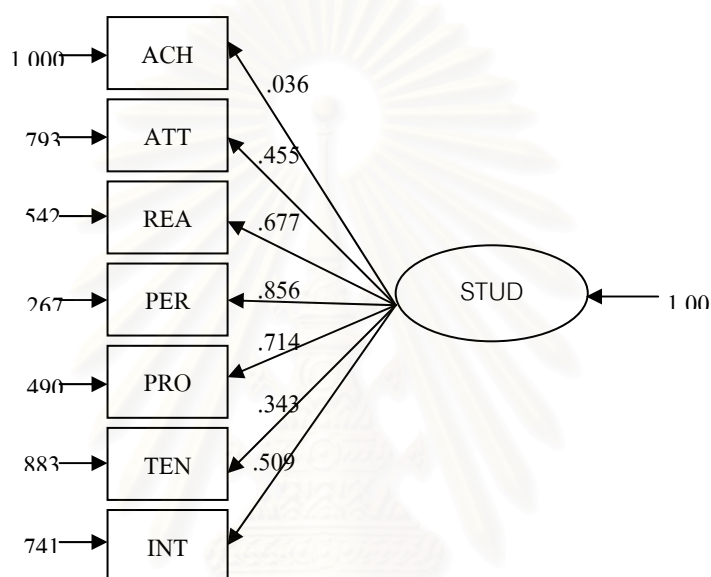 1.000 ACH
.036
.793 ATT
.455
.542 REA
.677
STUD
.267 PER
.856
1.00
.714
.490 PRO
.343
.883 TEN
.509
.741 INT